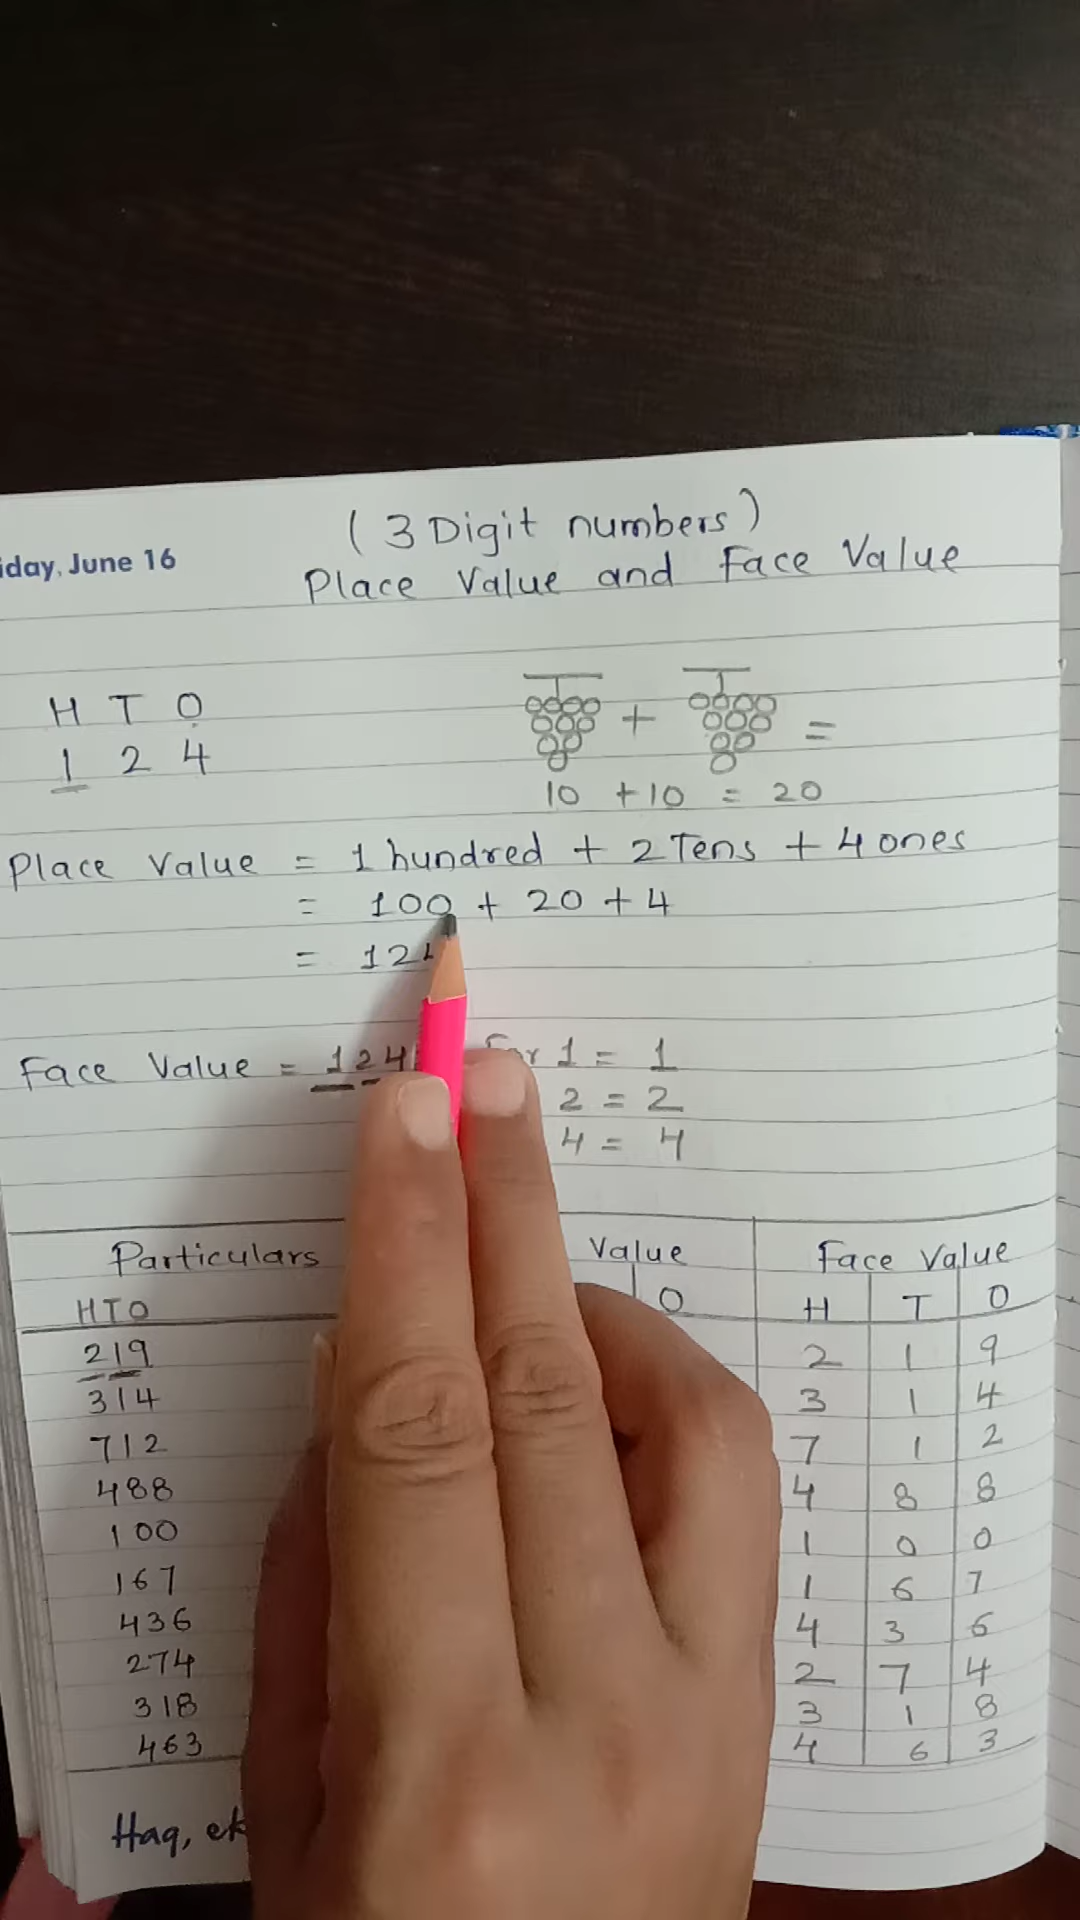 (3 Digit numbers)
iday, June 16
Place Value and Face Value
H T O
1 2 4
+ =
10 + 10 = 20
Place Value = 1 hundred + 2 Tens + 4 ones
= 100 + 20 + 4
= 124
Face Value = 124 For 1 = 1
2 = 2
4 = 4
Particulars Value Face Value
HTO O H T O
219 2 1 9
314 3 1 4
712 7 1 2
488 4 8 8
100 1 0 0
167 1 6 7
436 4 3 6
274 2 7 4
318 3 1 8
463 4 6 3
Haq, ek